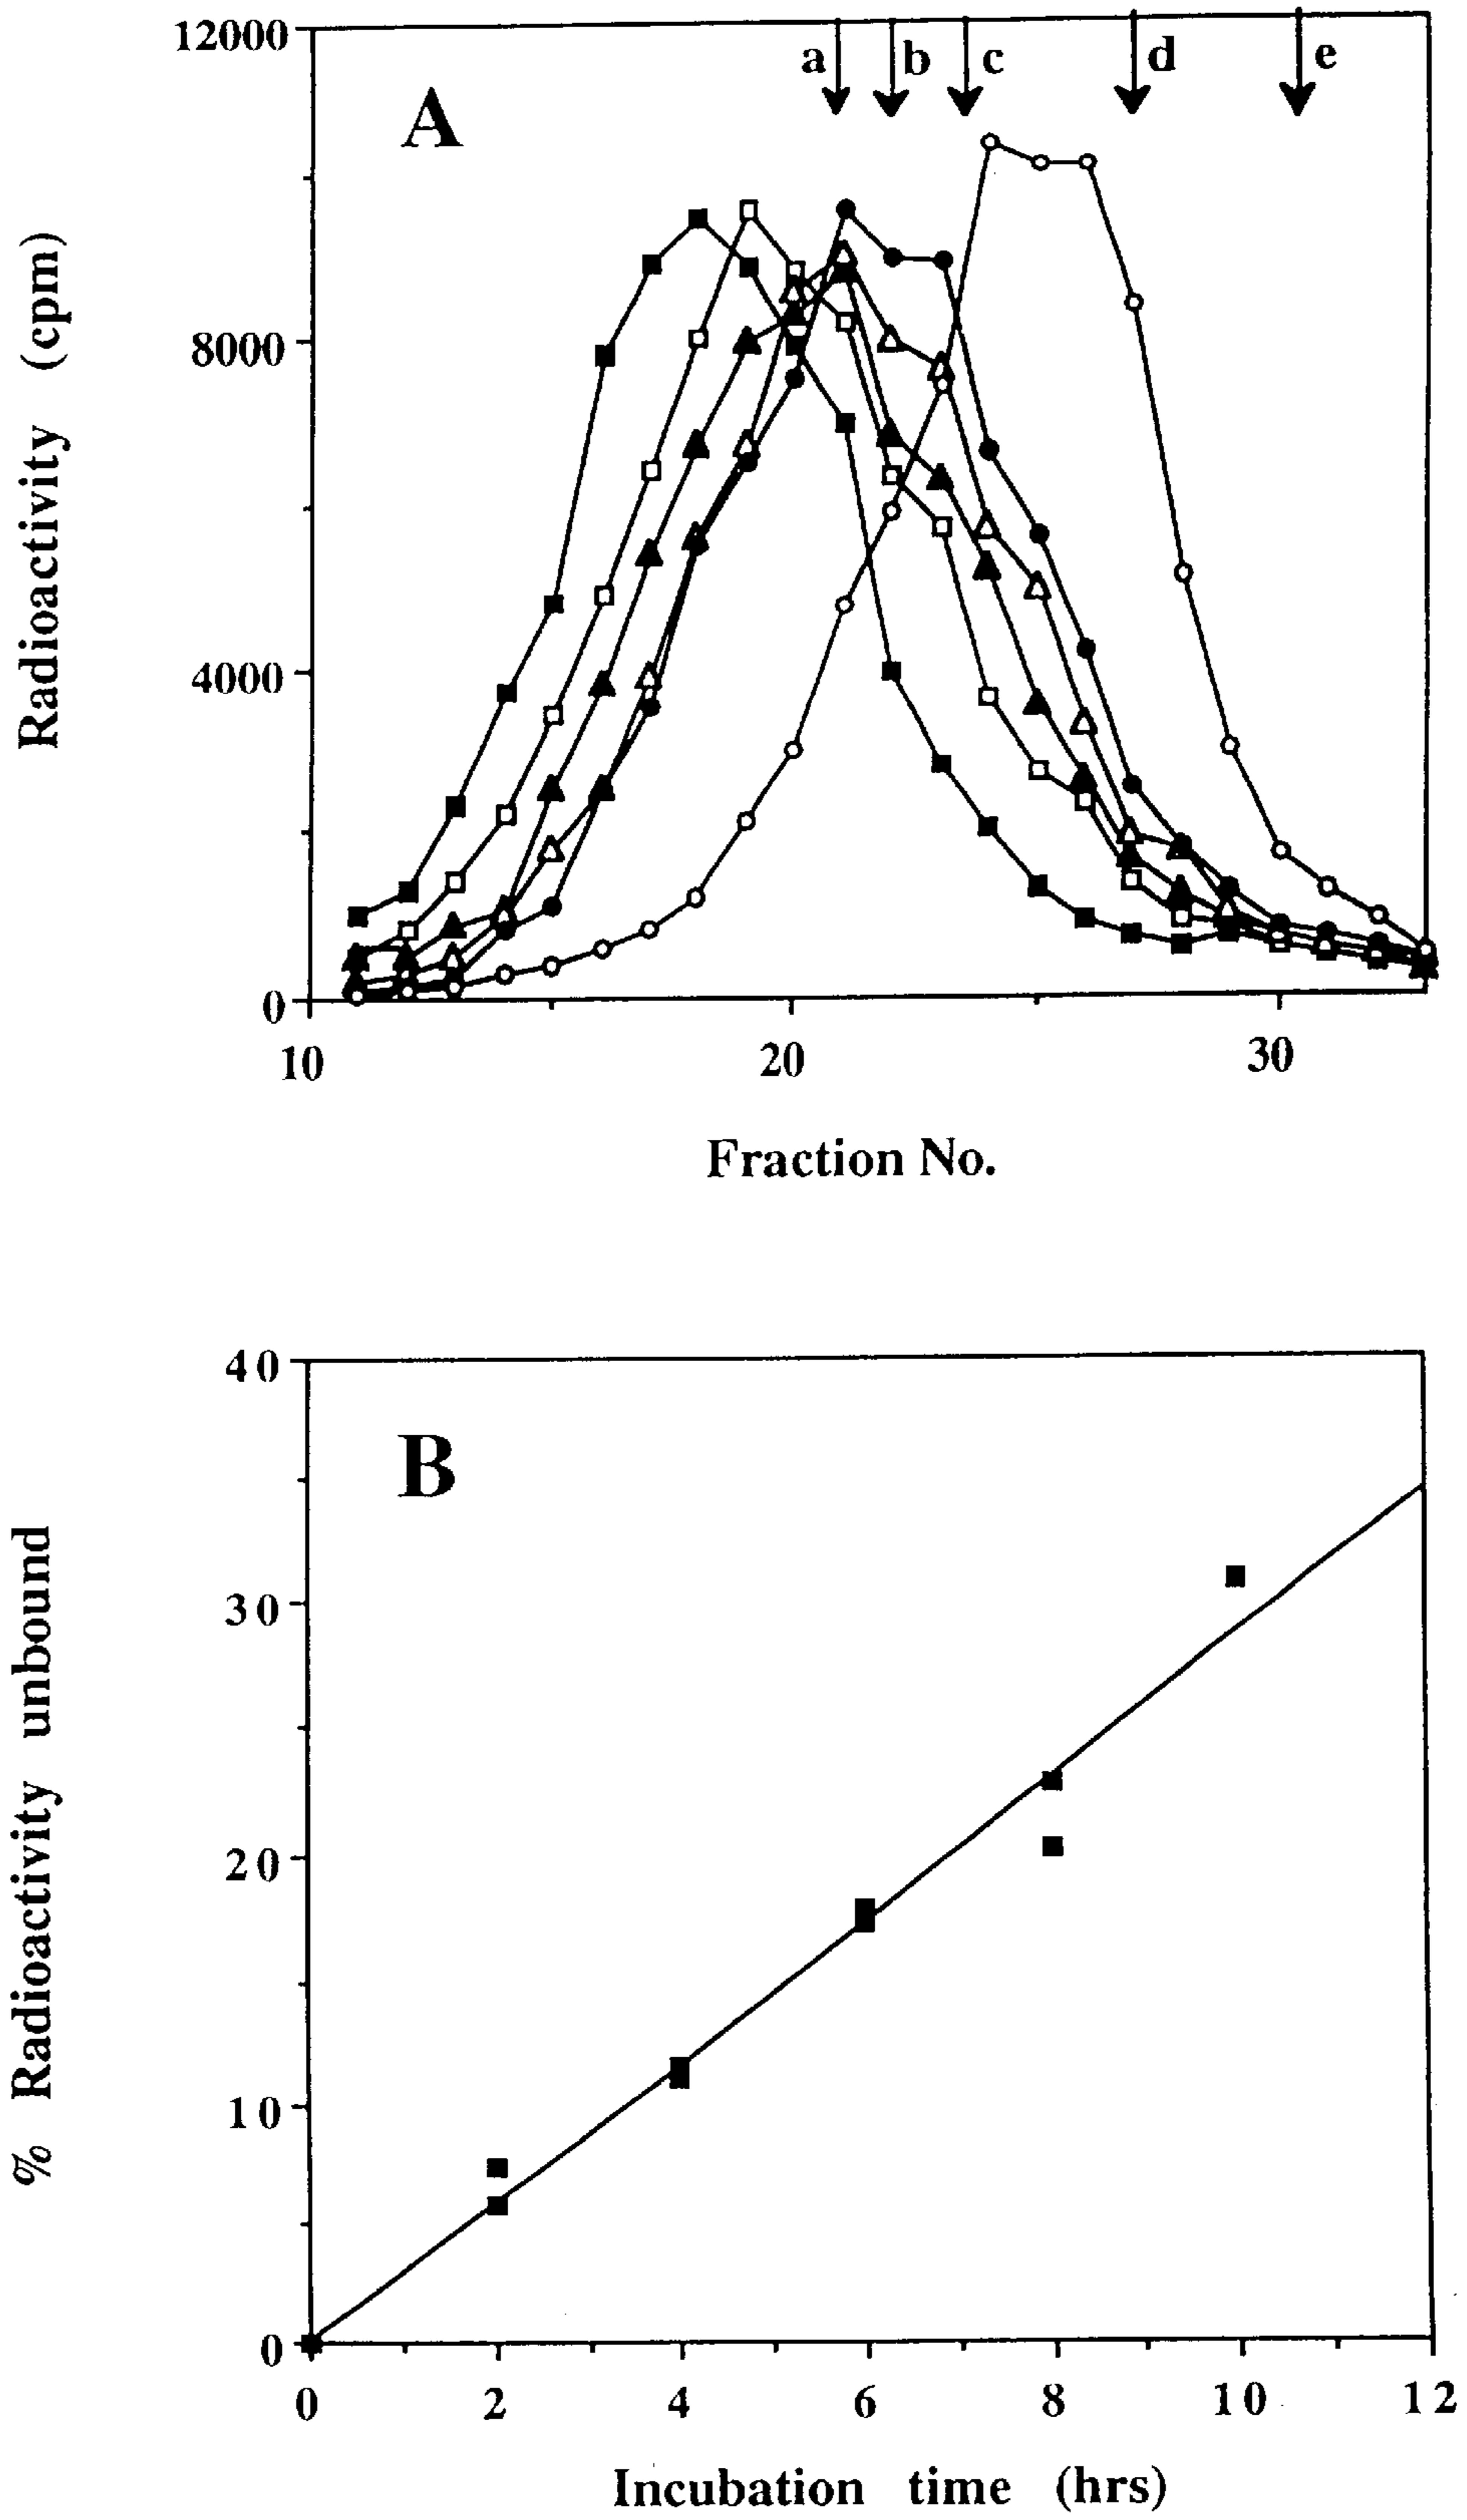 12000
a b c d e
A
8000
4000
0
10 20 30
Radioactivity (cpm)
Fraction No.
40
B
30
20
10
0
0 2 4 6 8 10 12
% Radioactivity unbound
Incubation time (hrs)